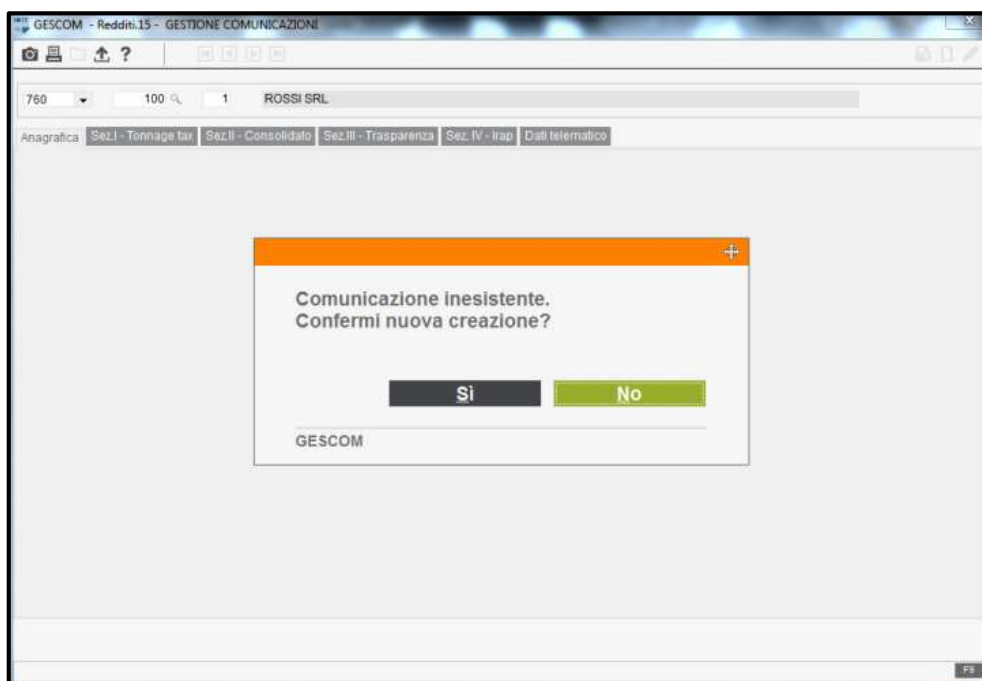 GESCOM - Redditi.15 - GESTIONE COMUNICAZIONI
?
760 100 1 ROSSI SRL
Anagrafica Sez.I - Tonnage tax Sez.II - Consolidato Sez.III - Trasparenza Sez. IV - Irap Dati telematico
Comunicazione inesistente.
Confermi nuova creazione?
Sì No
GESCOM
F9